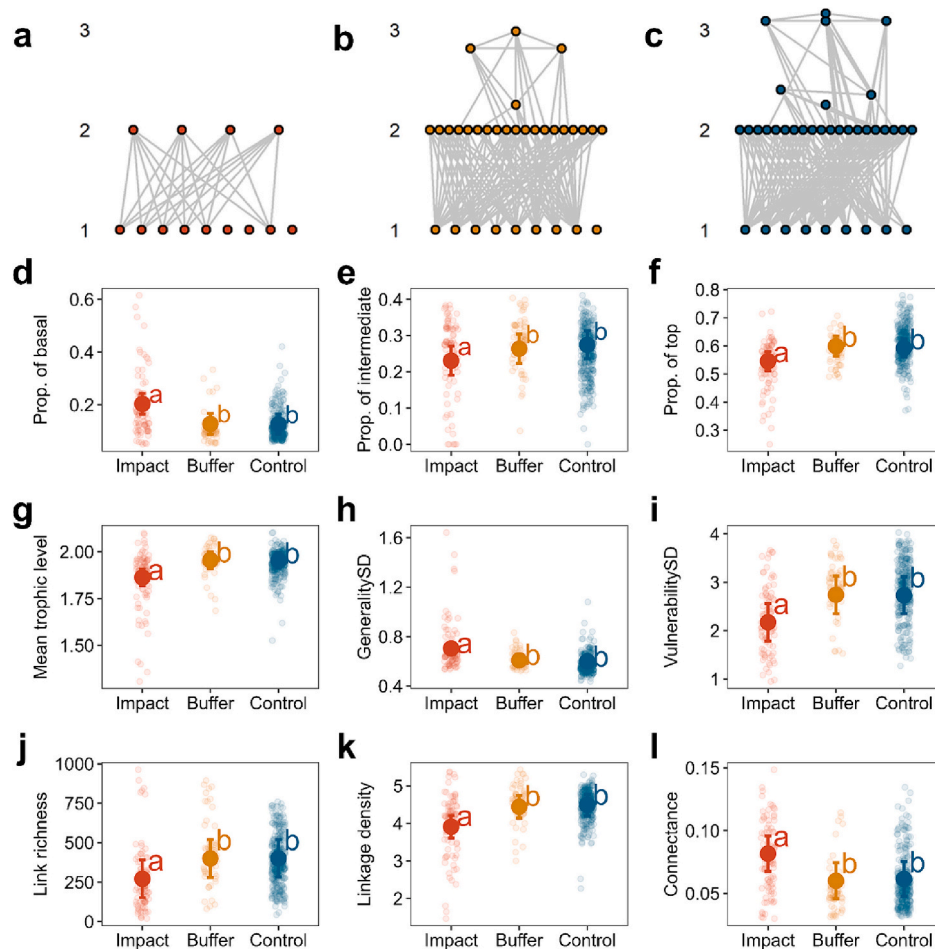 a
3
2
1
b
3
2
1
c
3
2
1
d
Prop. of basal
0.6
0.4
0.2
a
b
b
Impact Buffer Control
e
Prop. of intermediate
0.4
0.3
0.2
0.1
0.0
a
b
b
Impact Buffer Control
f
Prop. of top
0.8
0.7
0.6
0.5
0.4
0.3
a
b
b
Impact Buffer Control
g
Mean trophic level
2.00
1.75
1.50
a
b
b
Impact Buffer Control
h
GeneralitySD
1.6
1.2
0.8
0.4
a
b
b
Impact Buffer Control
i
VulnerabilitySD
4
3
2
1
a
b
b
Impact Buffer Control
j
Link richness
1000
750
500
250
0
a
b
b
Impact Buffer Control
k
Linkage density
5
4
3
2
a
b
b
Impact Buffer Control
l
Connectance
0.15
0.10
0.05
a
b
b
Impact Buffer Control